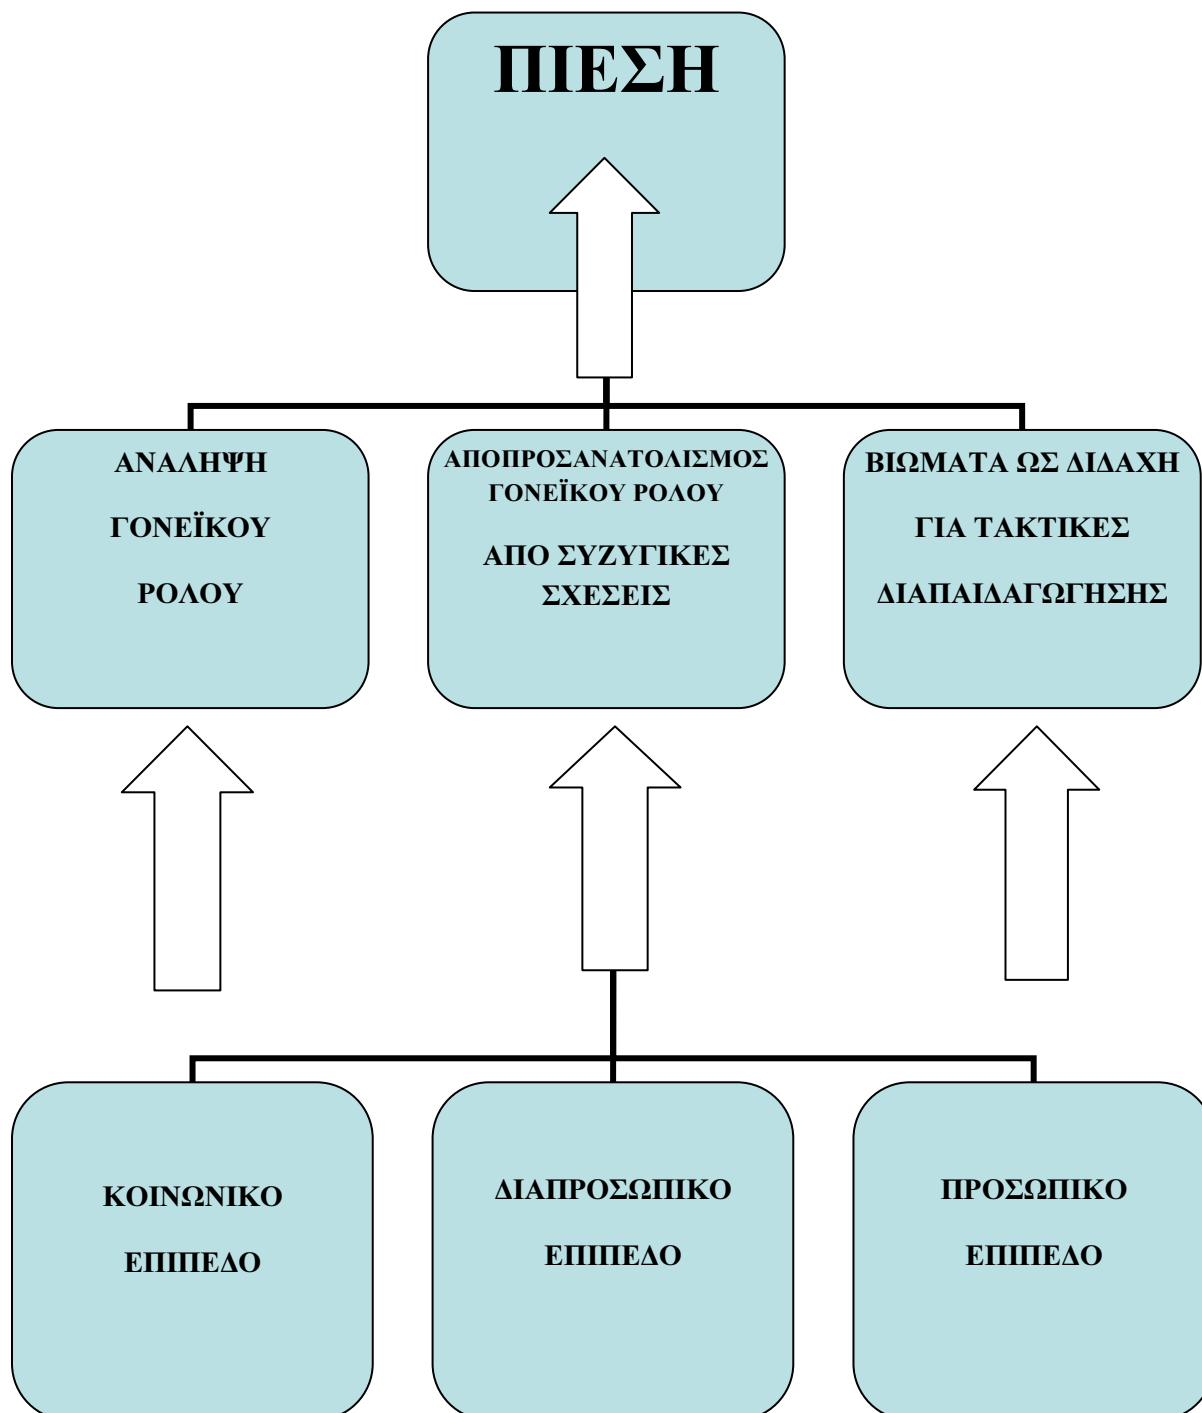 ΠΙΕΣΗ
ΑΝΑΛΗΨΗ
ΓΟΝΕΪΚΟΥ
ΡΟΛΟΥ
ΑΠΟΠΡΟΣΑΝΑΤΟΛΙΣΜΟΣ
ΓΟΝΕΪΚΟΥ ΡΟΛΟΥ
ΑΠΟ ΣΥΖΥΓΙΚΕΣ
ΣΧΕΣΕΙΣ
ΒΙΩΜΑΤΑ ΩΣ ΔΙΔΑΧΗ
ΓΙΑ ΤΑΚΤΙΚΕΣ
ΔΙΑΠΑΙΔΑΓΩΓΗΣΗΣ
ΚΟΙΝΩΝΙΚΟ
ΕΠΙΠΕΔΟ
ΔΙΑΠΡΟΣΩΠΙΚΟ
ΕΠΙΠΕΔΟ
ΠΡΟΣΩΠΙΚΟ
ΕΠΙΠΕΔΟ